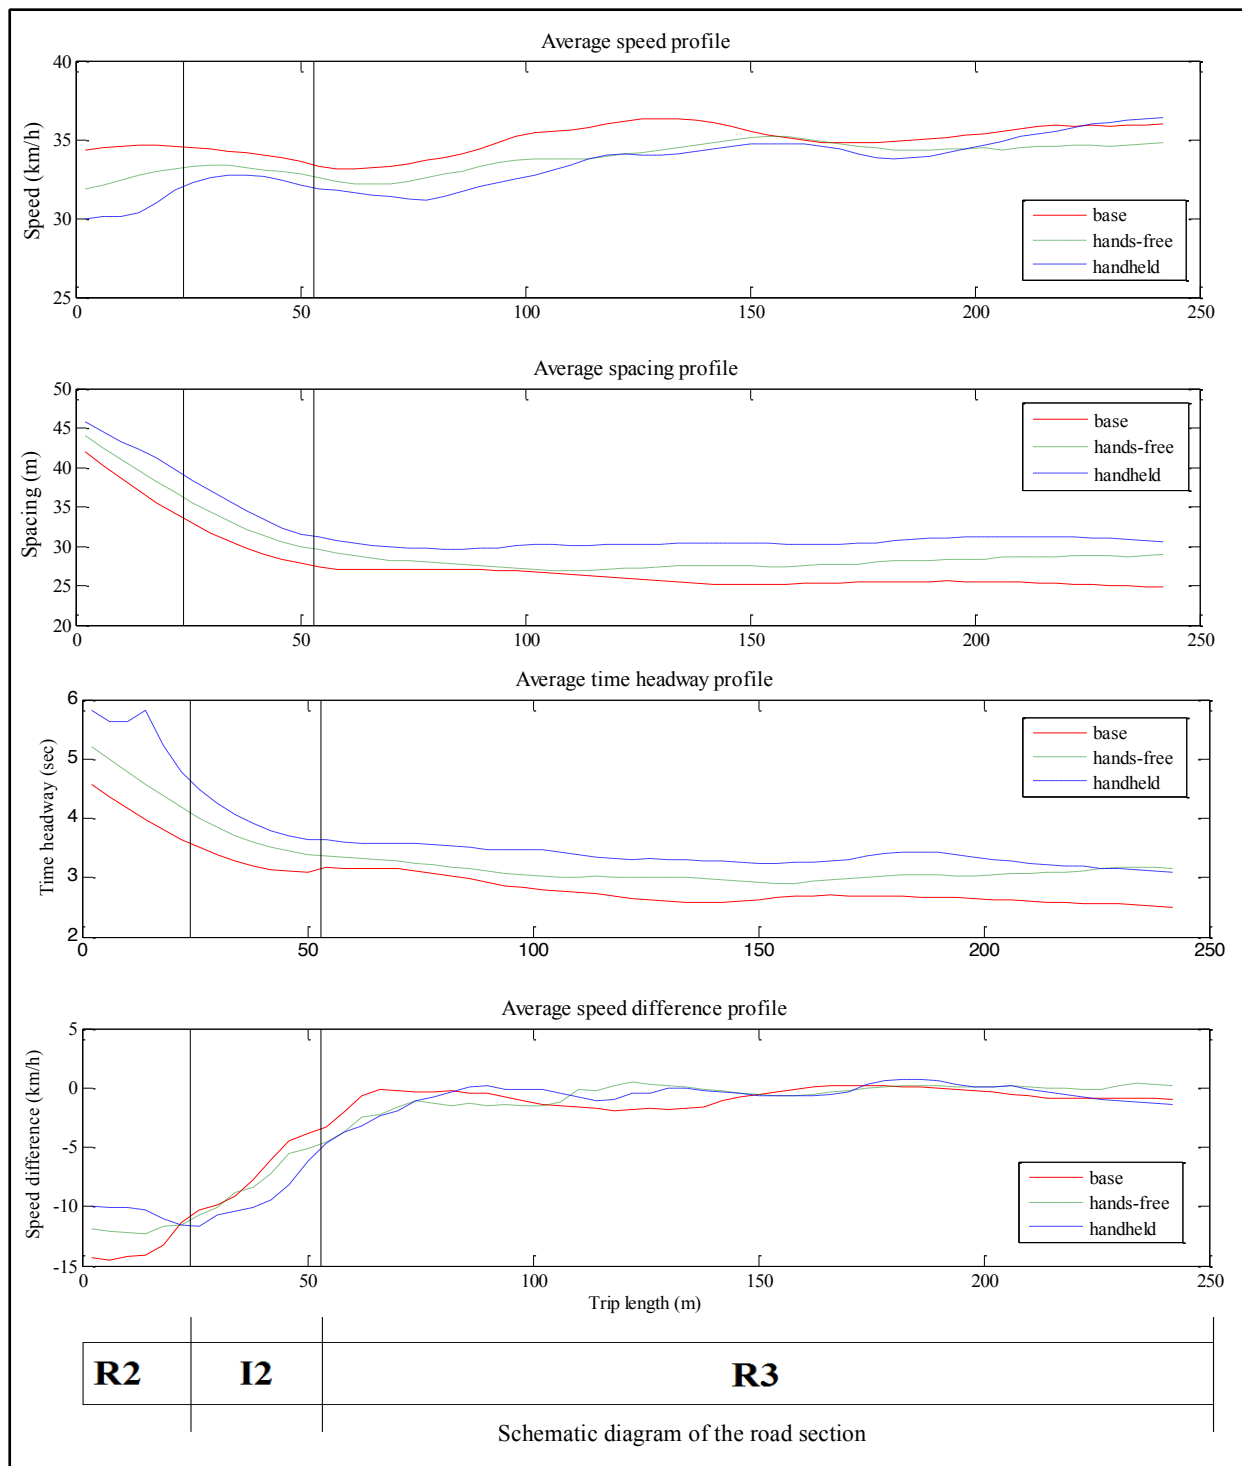 Average speed profile
40
35
30
25
Speed (km/h)
base
hands-free
handheld
0 50 100 150 200 250
Average spacing profile
50
45
40
35
30
25
20
Spacing (m)
base
hands-free
handheld
0 50 100 150 200 250
Average time headway profile
6
5
4
3
2
Time headway (sec)
base
hands-free
handheld
0 50 100 150 200 250
Average speed difference profile
5
0
-5
-10
-15
Speed difference (km/h)
base
hands-free
handheld
0 50 100 150 200 250
Trip length (m)
R2 I2 R3
Schematic diagram of the road section